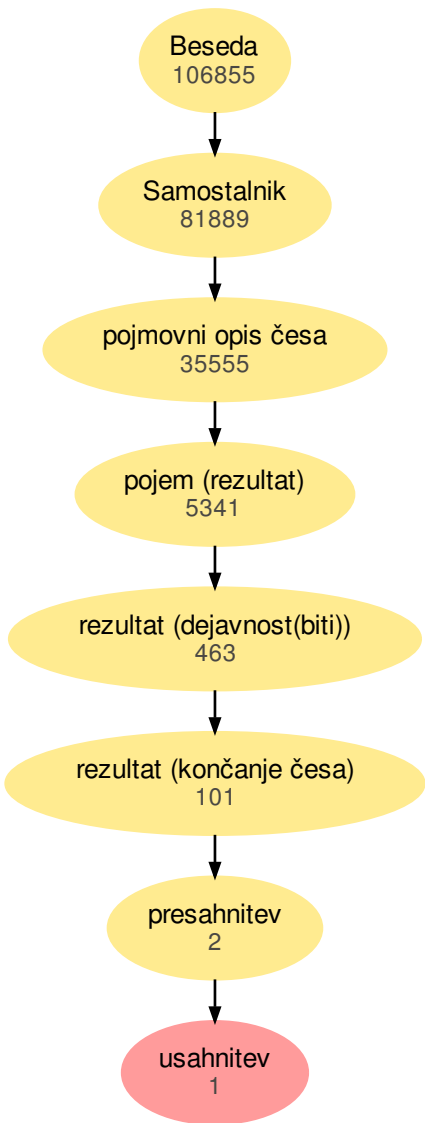 Beseda
106855
Samostalnik
81889
pojmovni opis česa
35555
pojem (rezultat)
5341
rezultat (dejavnost(biti))
463
rezultat (končanje česa)
101
presahnitev
2
usahnitev
1